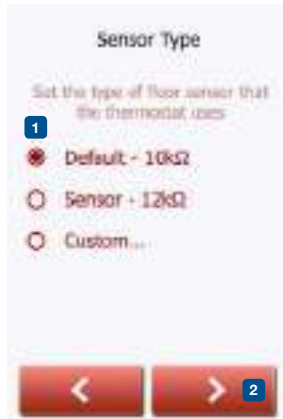 Sensor Type
Set the type of floor sensor that
the thermostat uses
1
Default - 10kΩ
Sensor - 12kΩ
Custom...
< >
2